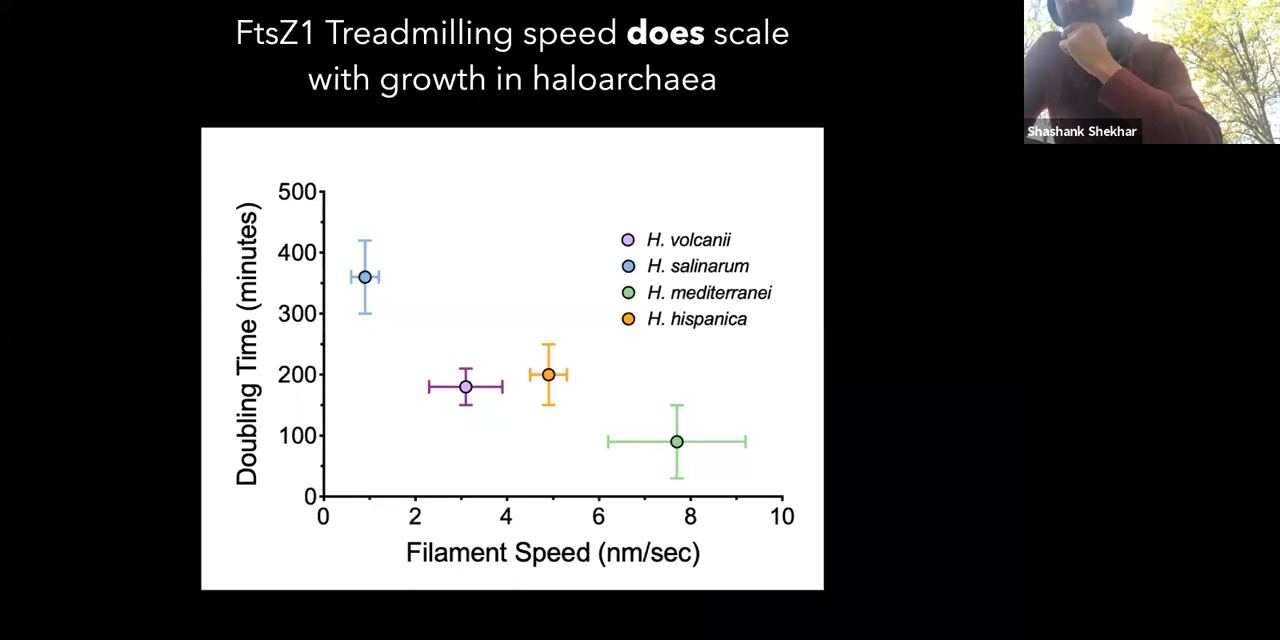 FtsZ1 Treadmilling speed does scale
with growth in haloarchaea
Shashank Shekhar
500
400
300
200
100
0
Doubling Time (minutes)
H. volcanii
H. salinarum
H. mediterranei
H. hispanica
0 2 4 6 8 10
Filament Speed (nm/sec)